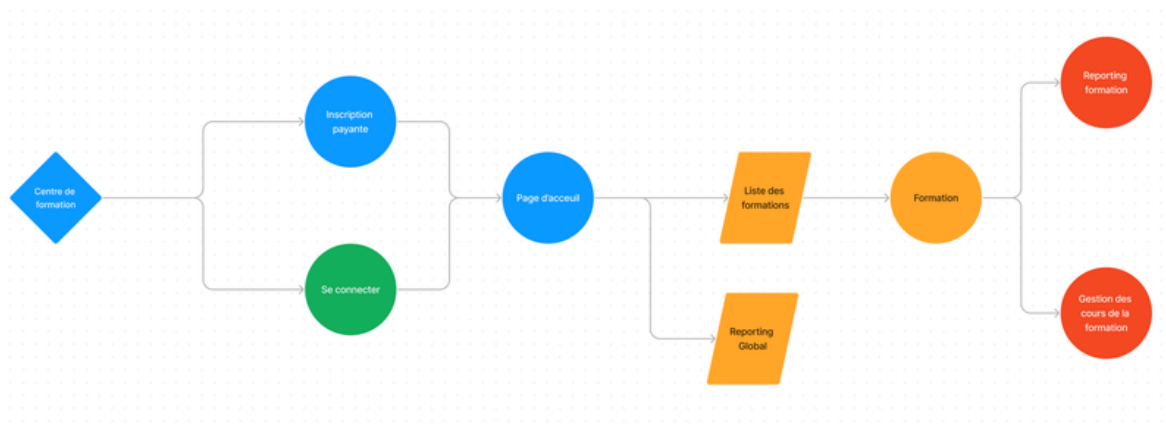 Centre de
formation
Inscription
payante
Se connecter
Page d'acceuil
Liste des
formations
Reporting
Global
Formation
Reporting
formation
Gestion des
cours de la
formation